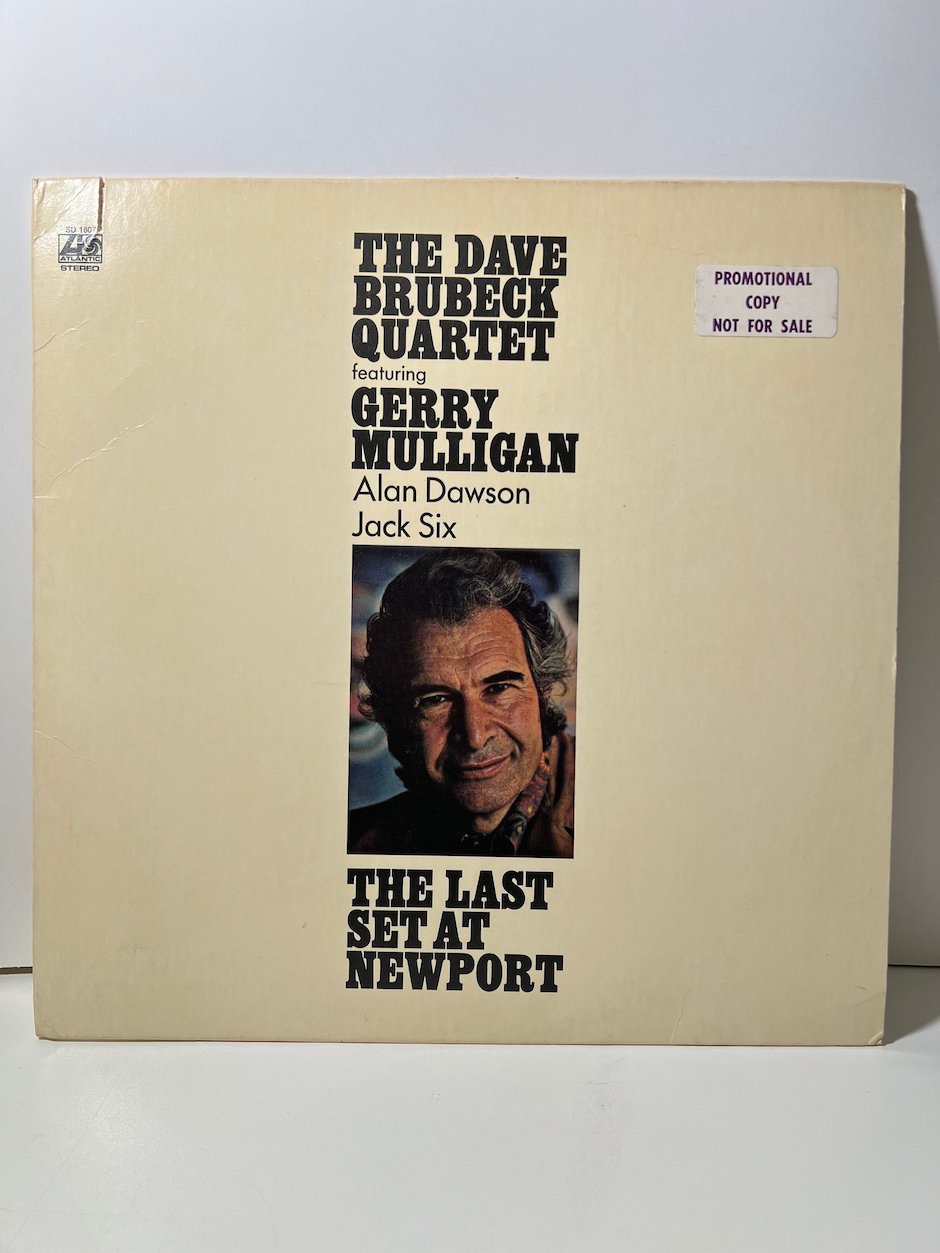 SD 1607
ATLANTIC
STEREO
THE DAVE
BRUBECK
QUARTET
featuring
GERRY
MULLIGAN
Alan Dawson
Jack Six
PROMOTIONAL
COPY
NOT FOR SALE
THE LAST
SET AT
NEWPORT